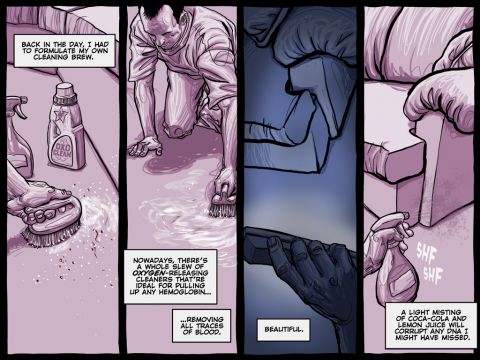 BACK IN THE DAY, I HAD
TO FORMULATE MY OWN
CLEANING BREW.
OXO
CLEAN
NOWADAYS, THERE'S
A WHOLE SLEW OF
OXYGEN-RELEASING
CLEANERS THAT'RE
IDEAL FOR PULLING
UP ANY HEMOGLOBIN...
...REMOVING
ALL TRACES
OF BLOOD.
BEAUTIFUL.
SHF
SHF
A LIGHT MISTING
OF COCA-COLA AND
LEMON JUICE WILL
CORRUPT ANY DNA I
MIGHT HAVE MISSED.